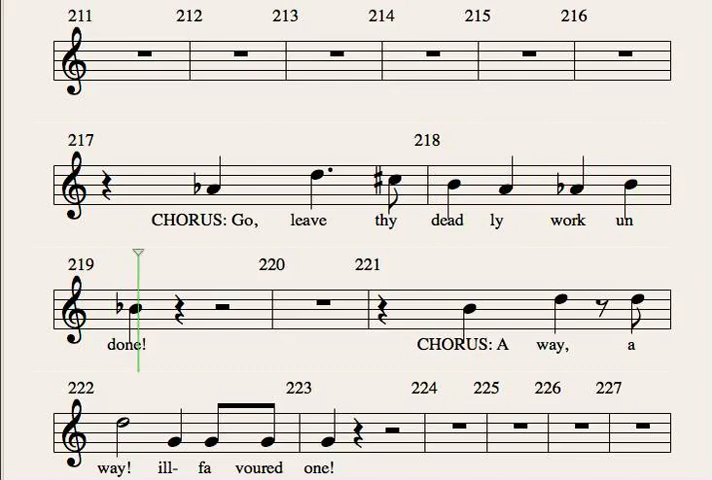 211 212 213 214 215 216
217 218
CHORUS: Go, leave thy dead ly work un
219 220 221
done! CHORUS: A way, a
222 223 224 225 226 227
way! ill- fa voured one!